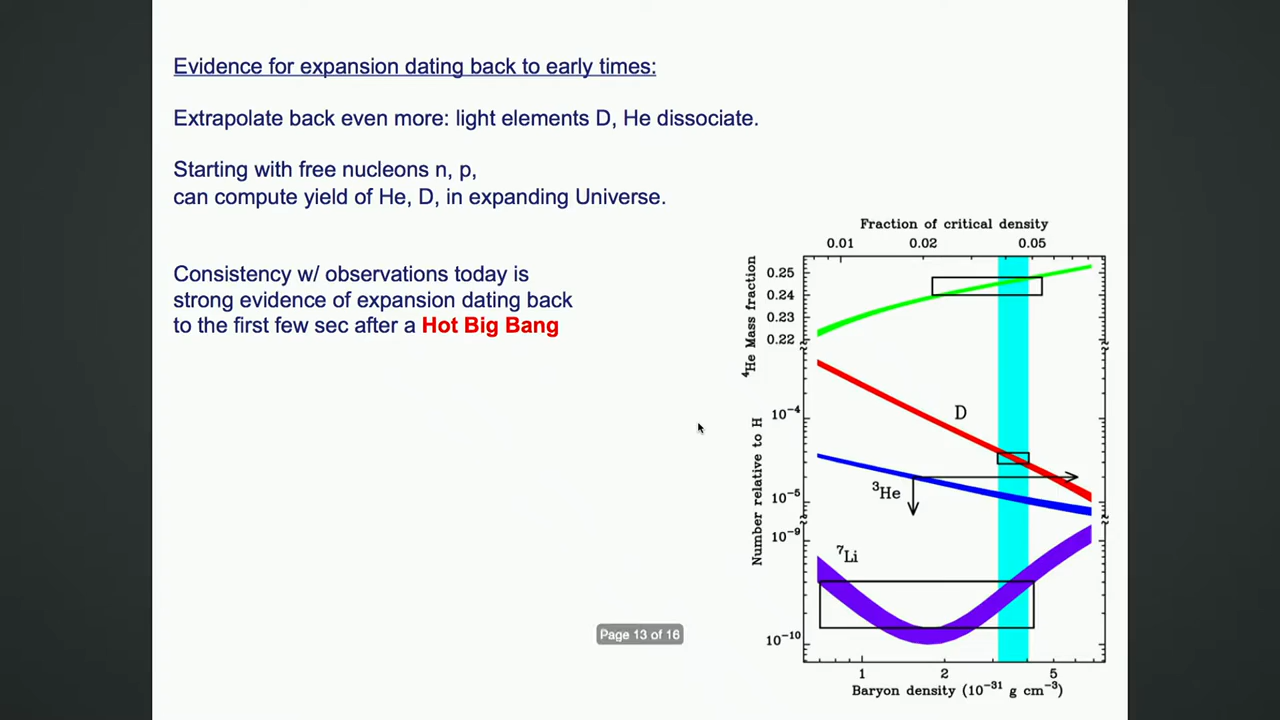 Evidence for expansion dating back to early times:
Extrapolate back even more: light elements D, He dissociate.
Starting with free nucleons n, p,
can compute yield of He, D, in expanding Universe.
Consistency w/ observations today is
strong evidence of expansion dating back
to the first few sec after a Hot Big Bang
Fraction of critical density
0.01 0.02 0.05
⁴He Mass fraction
0.25
0.24
0.23
0.22
Number relative to H
10⁻⁴
10⁻⁵
10⁻⁹
10⁻¹⁰
D
³He
⁷Li
1 2 5
Baryon density (10⁻³¹ g cm⁻³)
Page 13 of 16